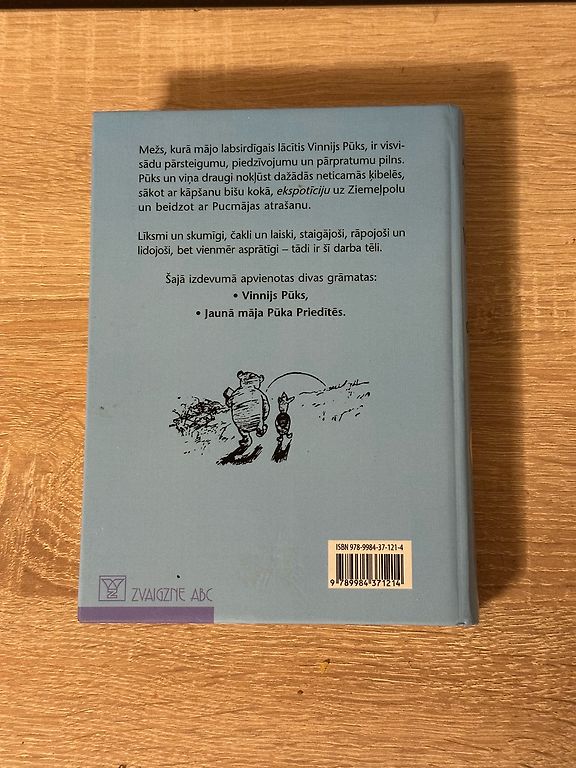 Mežs, kurā mājo labsirdīgais lācītis Vinnijs Pūks, ir visvi-
sādu pārsteigumu, piedzīvojumu un pārpratumu pilns.
Pūks un viņa draugi nokļūst dažādās neticamās ķibelēs,
sākot ar kāpšanu bišu kokā, ekspotīciju uz Ziemeļpolu
un beidzot ar Pucmājas atrašanu.
Līksmi un skumīgi, čakli un laiski, staigājoši, rāpojoši un
lidojoši, bet vienmēr asprātīgi – tādi ir šī darba tēli.
Šajā izdevumā apvienotas divas grāmatas:
• Vinnijs Pūks,
• Jaunā māja Pūka Priedītēs.
ISBN 978-9984-37-121-4
9 789984 371214
ZVAIGZNE ABC